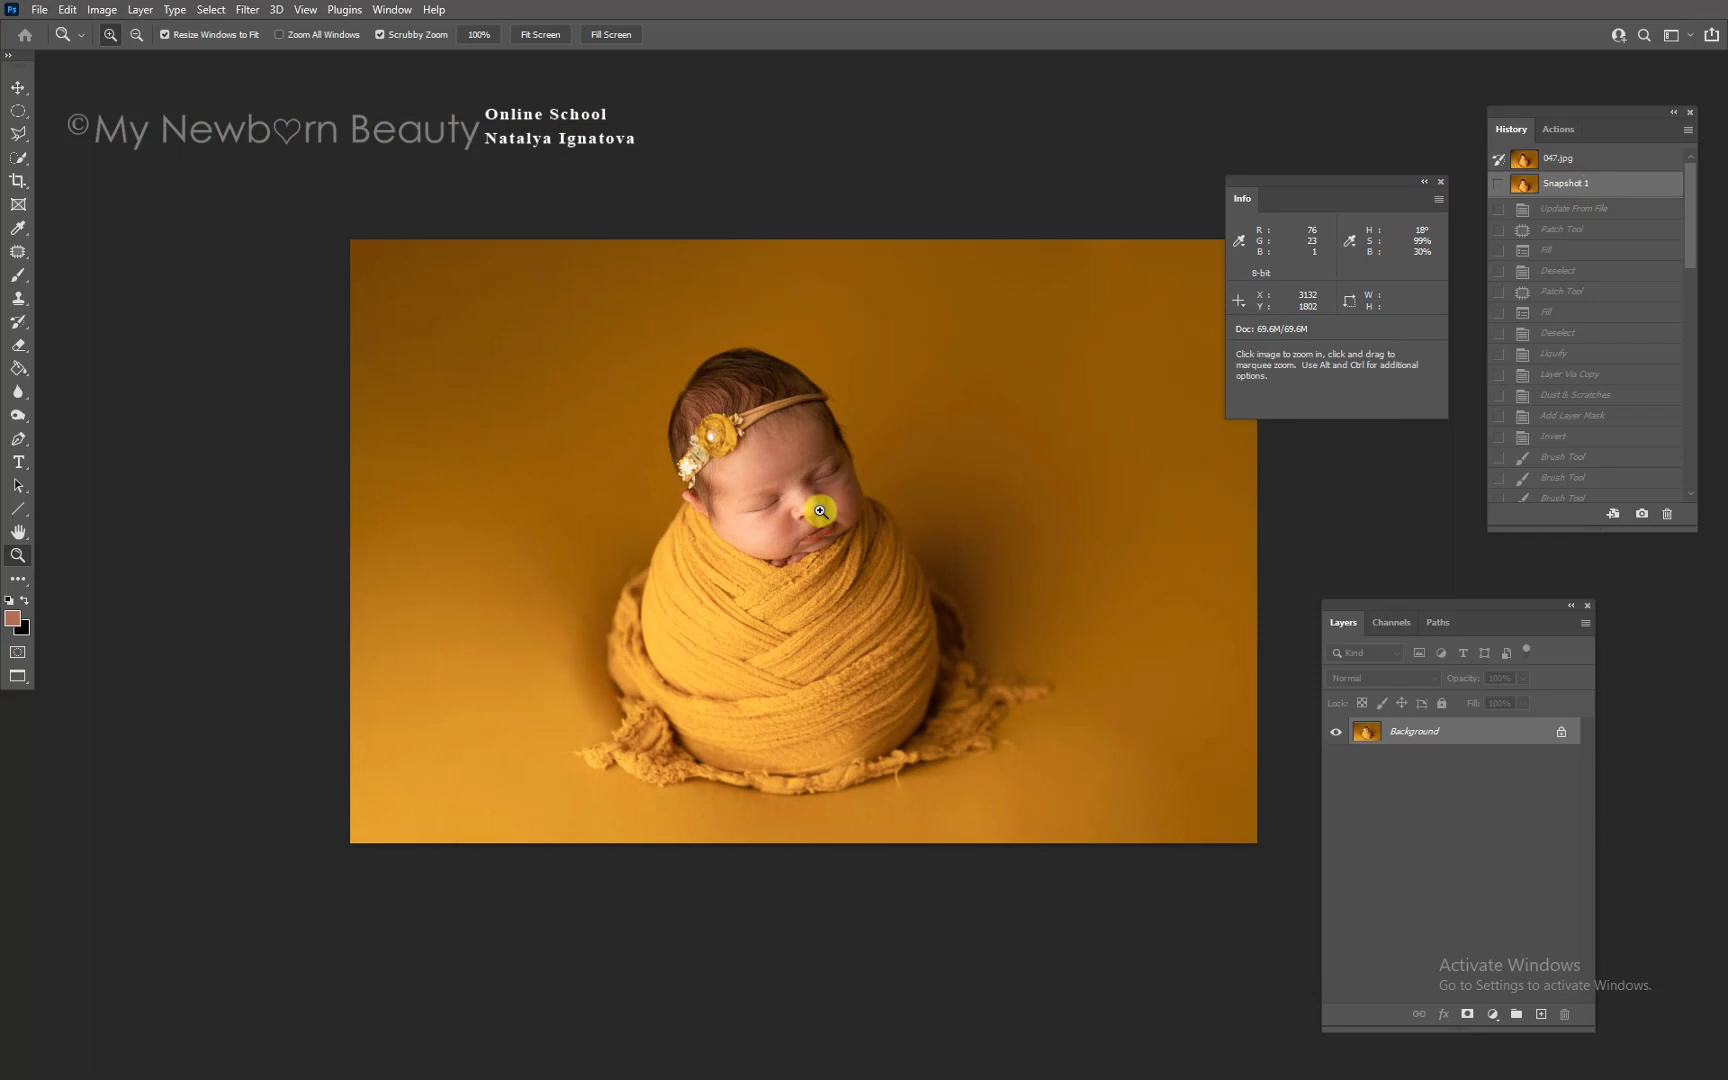 Ps File Edit Image Layer Type Select Filter 3D View Plugins Window Help
Resize Windows to Fit Zoom All Windows Scrubby Zoom 100% Fit Screen Fill Screen
©My Newborn Beauty
Online School
Natalya Ignatova
History Actions
047.jpg
Snapshot 1
Update From File
Patch Tool
Fill
Deselect
Patch Tool
Fill
Deselect
Liquify
Layer Via Copy
Dust & Scratches
Add Layer Mask
Invert
Brush Tool
Brush Tool
Brush Tool
Info
R : 76 H : 18°
G : 23 S : 99%
B : 1 B : 30%
8-bit
X : 3132 W :
Y : 1802 H :
Doc: 69.6M/69.6M
Click image to zoom in, click and drag to
marquee zoom. Use Alt and Ctrl for additional
options.
Layers Channels Paths
Kind
Normal Opacity: 100%
Lock: Fill: 100%
Background
fx
Activate Windows
Go to Settings to activate Windows.